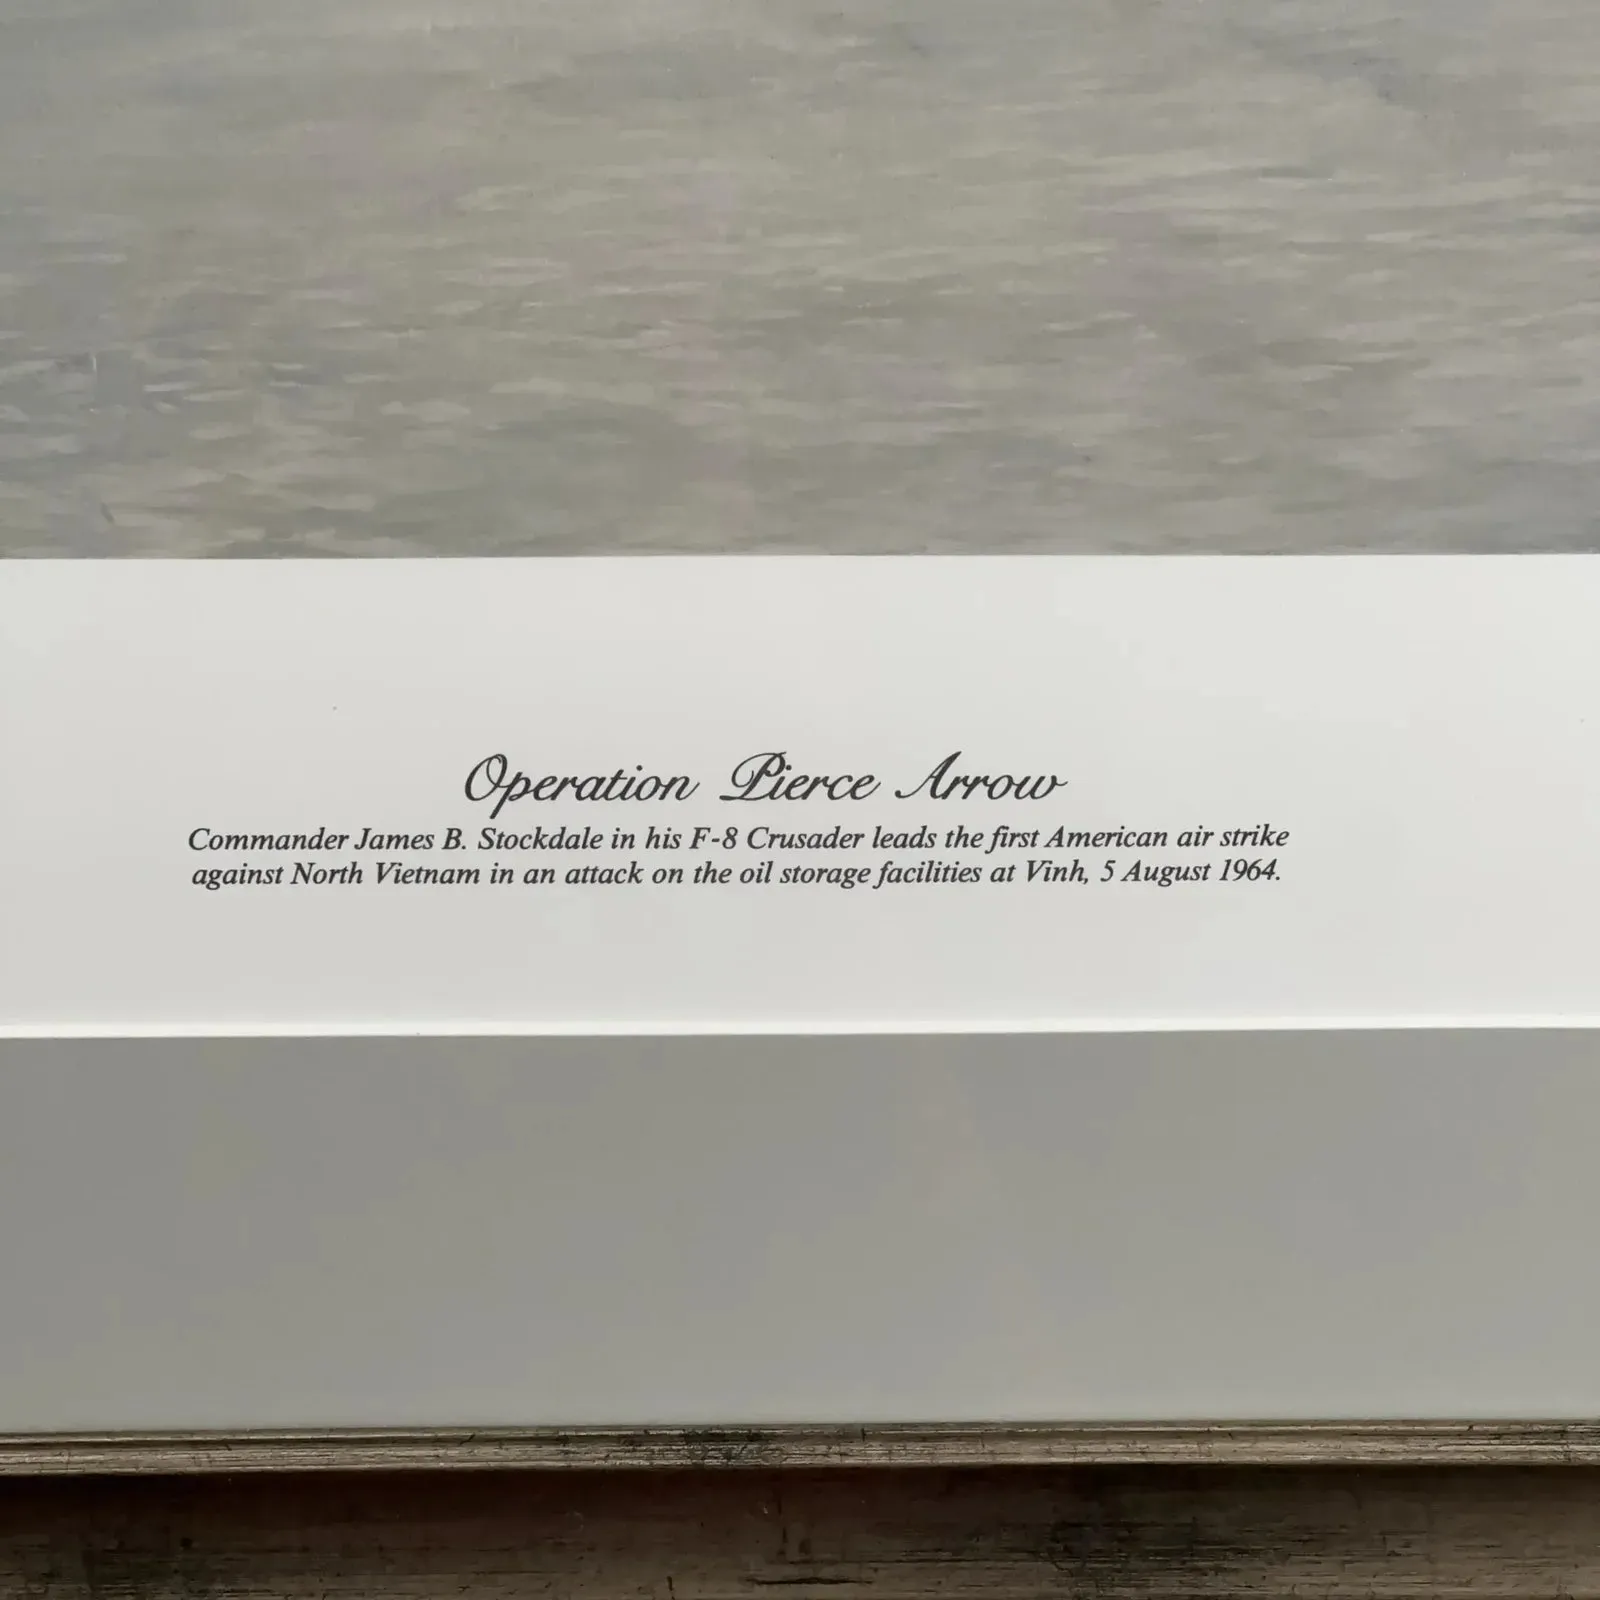 Operation Pierce Arrow
Commander James B. Stockdale in his F-8 Crusader leads the first American air strike
against North Vietnam in an attack on the oil storage facilities at Vinh, 5 August 1964.